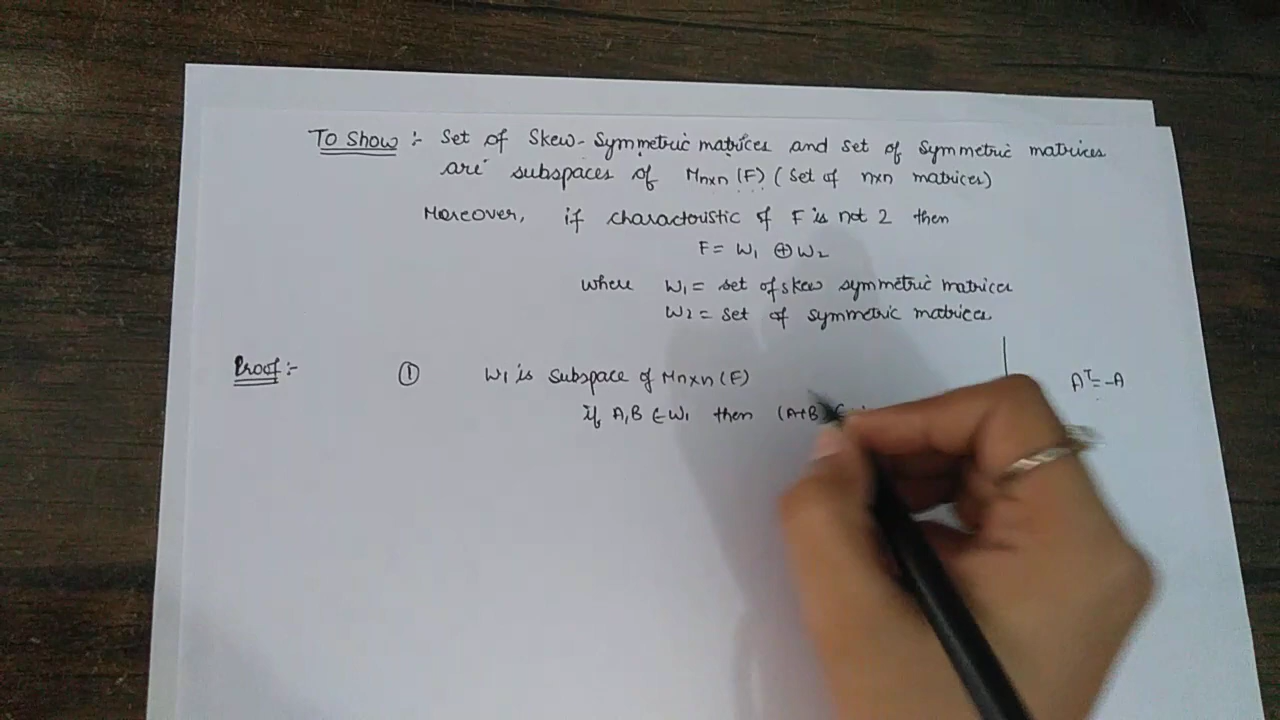 To Show :- Set of Skew-Symmetric matrices and set of symmetric matrices
are subspaces of Mnxn (F) (Set of nxn matrices)
Moreover, if charactoristic of F is not 2 then
F = W1 ⊕ W2
where W1 = set of skew symmetric matrices
W2 = set of symmetric matrices
Proof :-
① W1 is subspace of Mnxn (F)
A^T = -A
if A,B ∈ W1 then (A+B) ∈